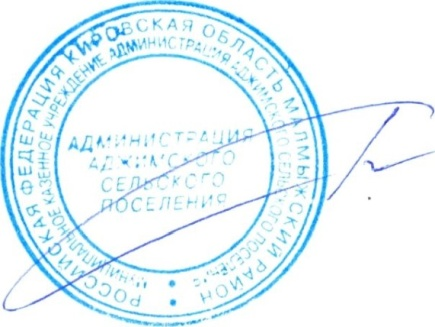 РОССИЙСКАЯ ФЕДЕРАЦИЯ КИРОВСКАЯ ОБЛАСТЬ МАЛМЫЖСКИЙ РАЙОН
МУНИЦИПАЛЬНОЕ КАЗЕННОЕ УЧРЕЖДЕНИЕ АДМИНИСТРАЦИЯ АДЖИМСКОГО СЕЛЬСКОГО ПОСЕЛЕНИЯ
АДМИНИСТРАЦИЯ
АДЖИМСКОГО
СЕЛЬСКОГО
ПОСЕЛЕНИЯ